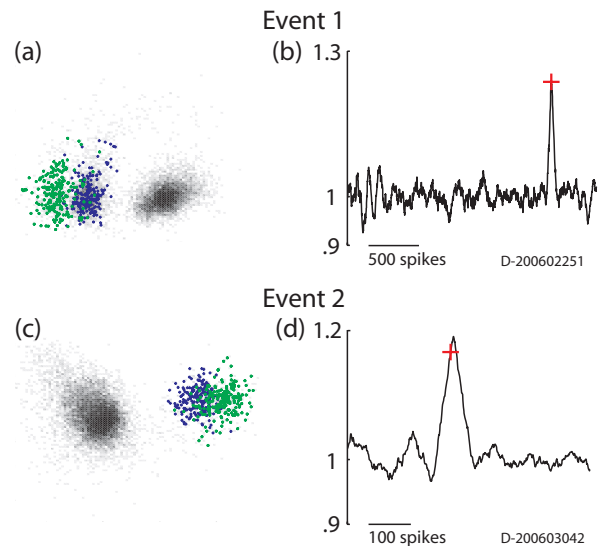 Event 1
(a)
(b)
1.3
1
.9
500 spikes
D-200602251
Event 2
(c)
(d)
1.2
1
.9
100 spikes
D-200603042